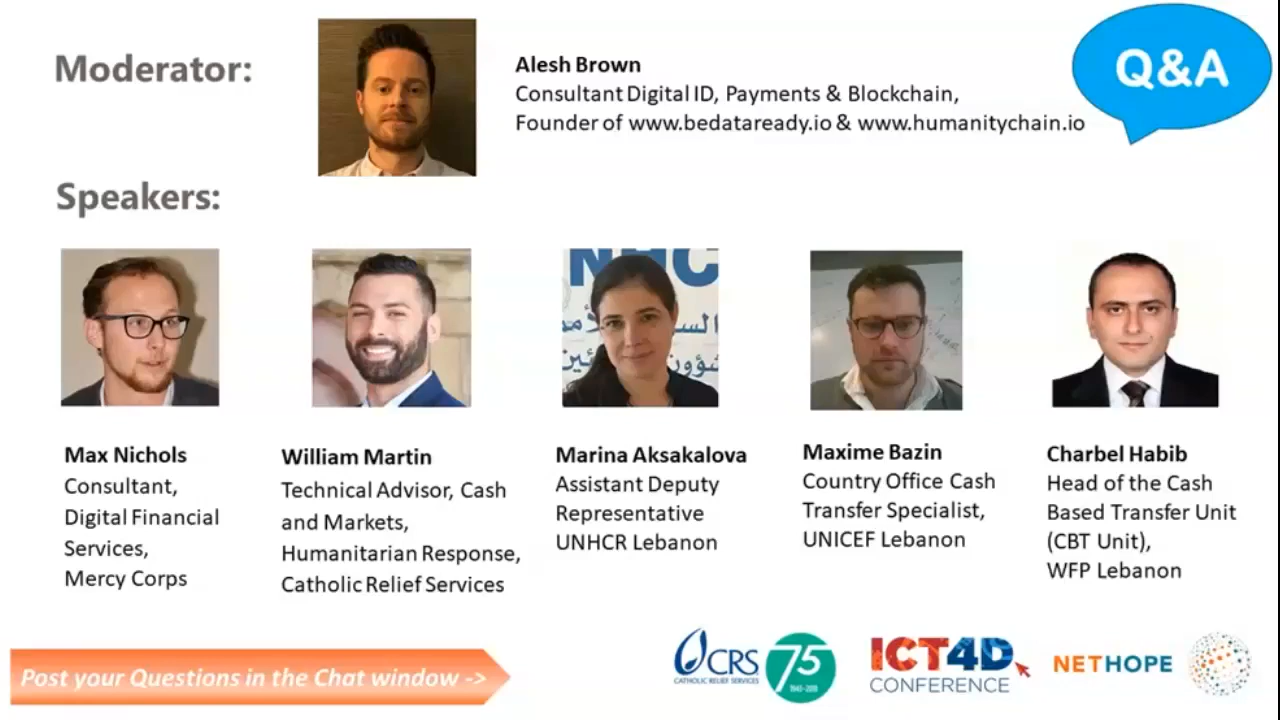 Moderator:
Alesh Brown
Consultant Digital ID, Payments & Blockchain,
Founder of www.bedataready.io & www.humanitychain.io
Q&A
Speakers:
Max Nichols
Consultant,
Digital Financial
Services,
Mercy Corps
William Martin
Technical Advisor, Cash
and Markets,
Humanitarian Response,
Catholic Relief Services
Marina Aksakalova
Assistant Deputy
Representative
UNHCR Lebanon
Maxime Bazin
Country Office Cash
Transfer Specialist,
UNICEF Lebanon
Charbel Habib
Head of the Cash
Based Transfer Unit
(CBT Unit),
WFP Lebanon
Post your Questions in the Chat window ->
CRS
CATHOLIC RELIEF SERVICES
75
ICT4D
CONFERENCE
NETHOPE